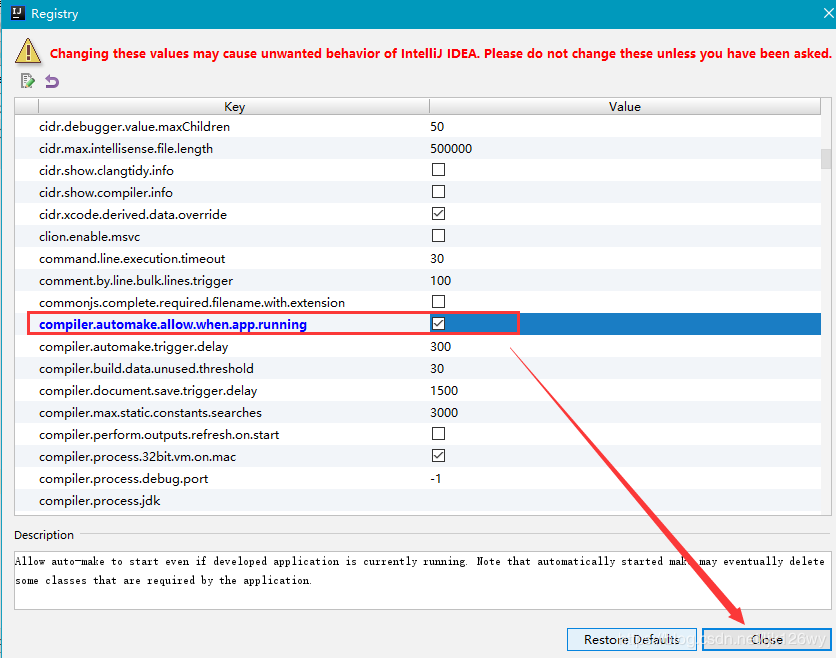 IJ Registry
Changing these values may cause unwanted behavior of IntelliJ IDEA. Please do not change these unless you have been asked.
Key Value
cidr.debugger.value.maxChildren 50
cidr.max.intellisense.file.length 500000
cidr.show.clangtidy.info
cidr.show.compiler.info
cidr.xcode.derived.data.override
clion.enable.msvc
command.line.execution.timeout 30
comment.by.line.bulk.lines.trigger 100
commonjs.complete.required.filename.with.extension
compiler.automake.allow.when.app.running
compiler.automake.trigger.delay 300
compiler.build.data.unused.threshold 30
compiler.document.save.trigger.delay 1500
compiler.max.static.constants.searches 3000
compiler.perform.outputs.refresh.on.start
compiler.process.32bit.vm.on.mac
compiler.process.debug.port -1
compiler.process.jdk
Description
Allow auto-make to start even if developed application is currently running. Note that automatically started make may eventually delete
some classes that are required by the application.
Restore Defaults Close